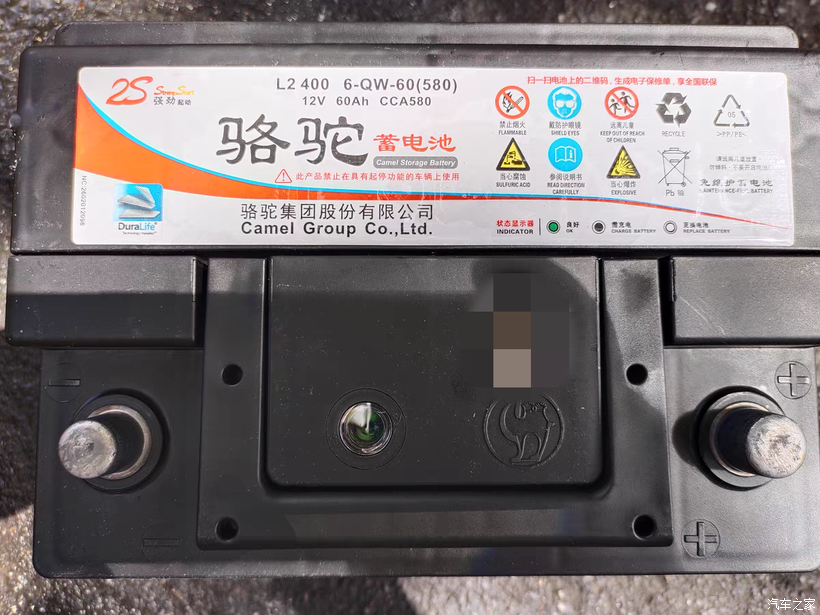 2S
强劲起动
L2 400 6-QW-60(580)
12V 60Ah CCA580
扫一扫电池上的二维码，生成电子保修单，享全国联保
骆驼 蓄电池
Camel Storage Battery
⚠此产品禁止在具有起停功能的车辆上使用
禁止烟火
FLAMMABLE
戴防护眼镜
SHIELD EYES
远离儿童
KEEP OUT OF REACH OF CHILDREN
RECYCLE
05
>PP/PE<
当心腐蚀
SULFURIC ACID
参阅说明
READ DIRECTION CAREFULLY
当心爆炸
EXPLOSIVE
Pb
免维护蓄电池
DuraLife
骆驼集团股份有限公司
Camel Group Co.,Ltd.
状态显示器
INDICATOR
良好
OK
需充电
CHARGE BATTERY
更换电池
REPLACE BATTERY
汽车之家